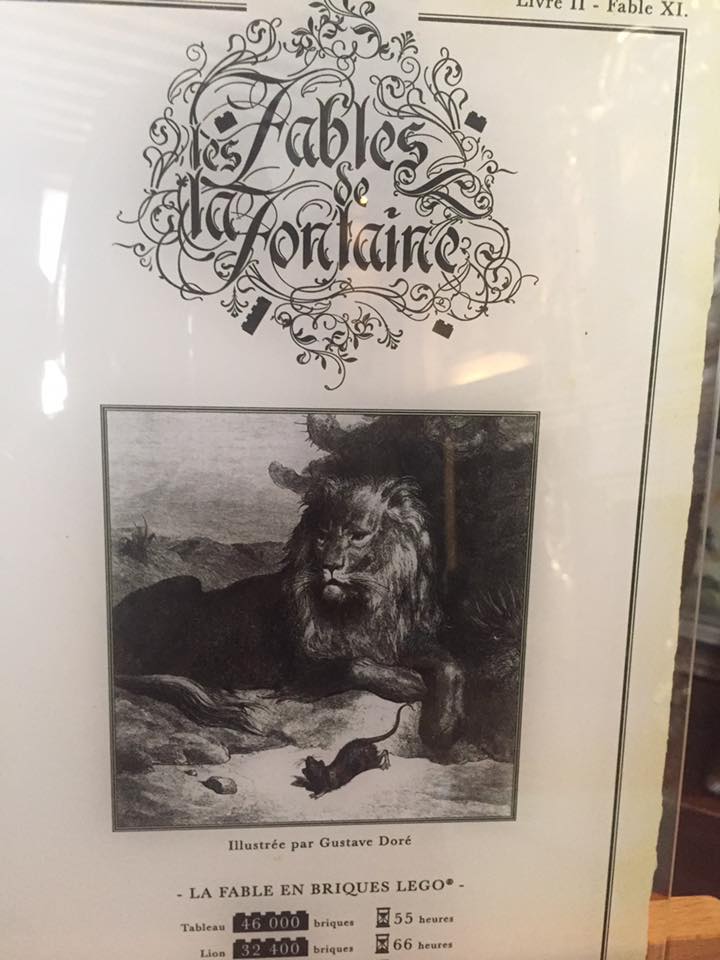 Livre II - Fable XI.
les Fables
de
la Fontaine
Illustrée par Gustave Doré
- LA FABLE EN BRIQUES LEGO® -
Tableau 46 000 briques 55 heures
Lion 32 400 briques 66 heures